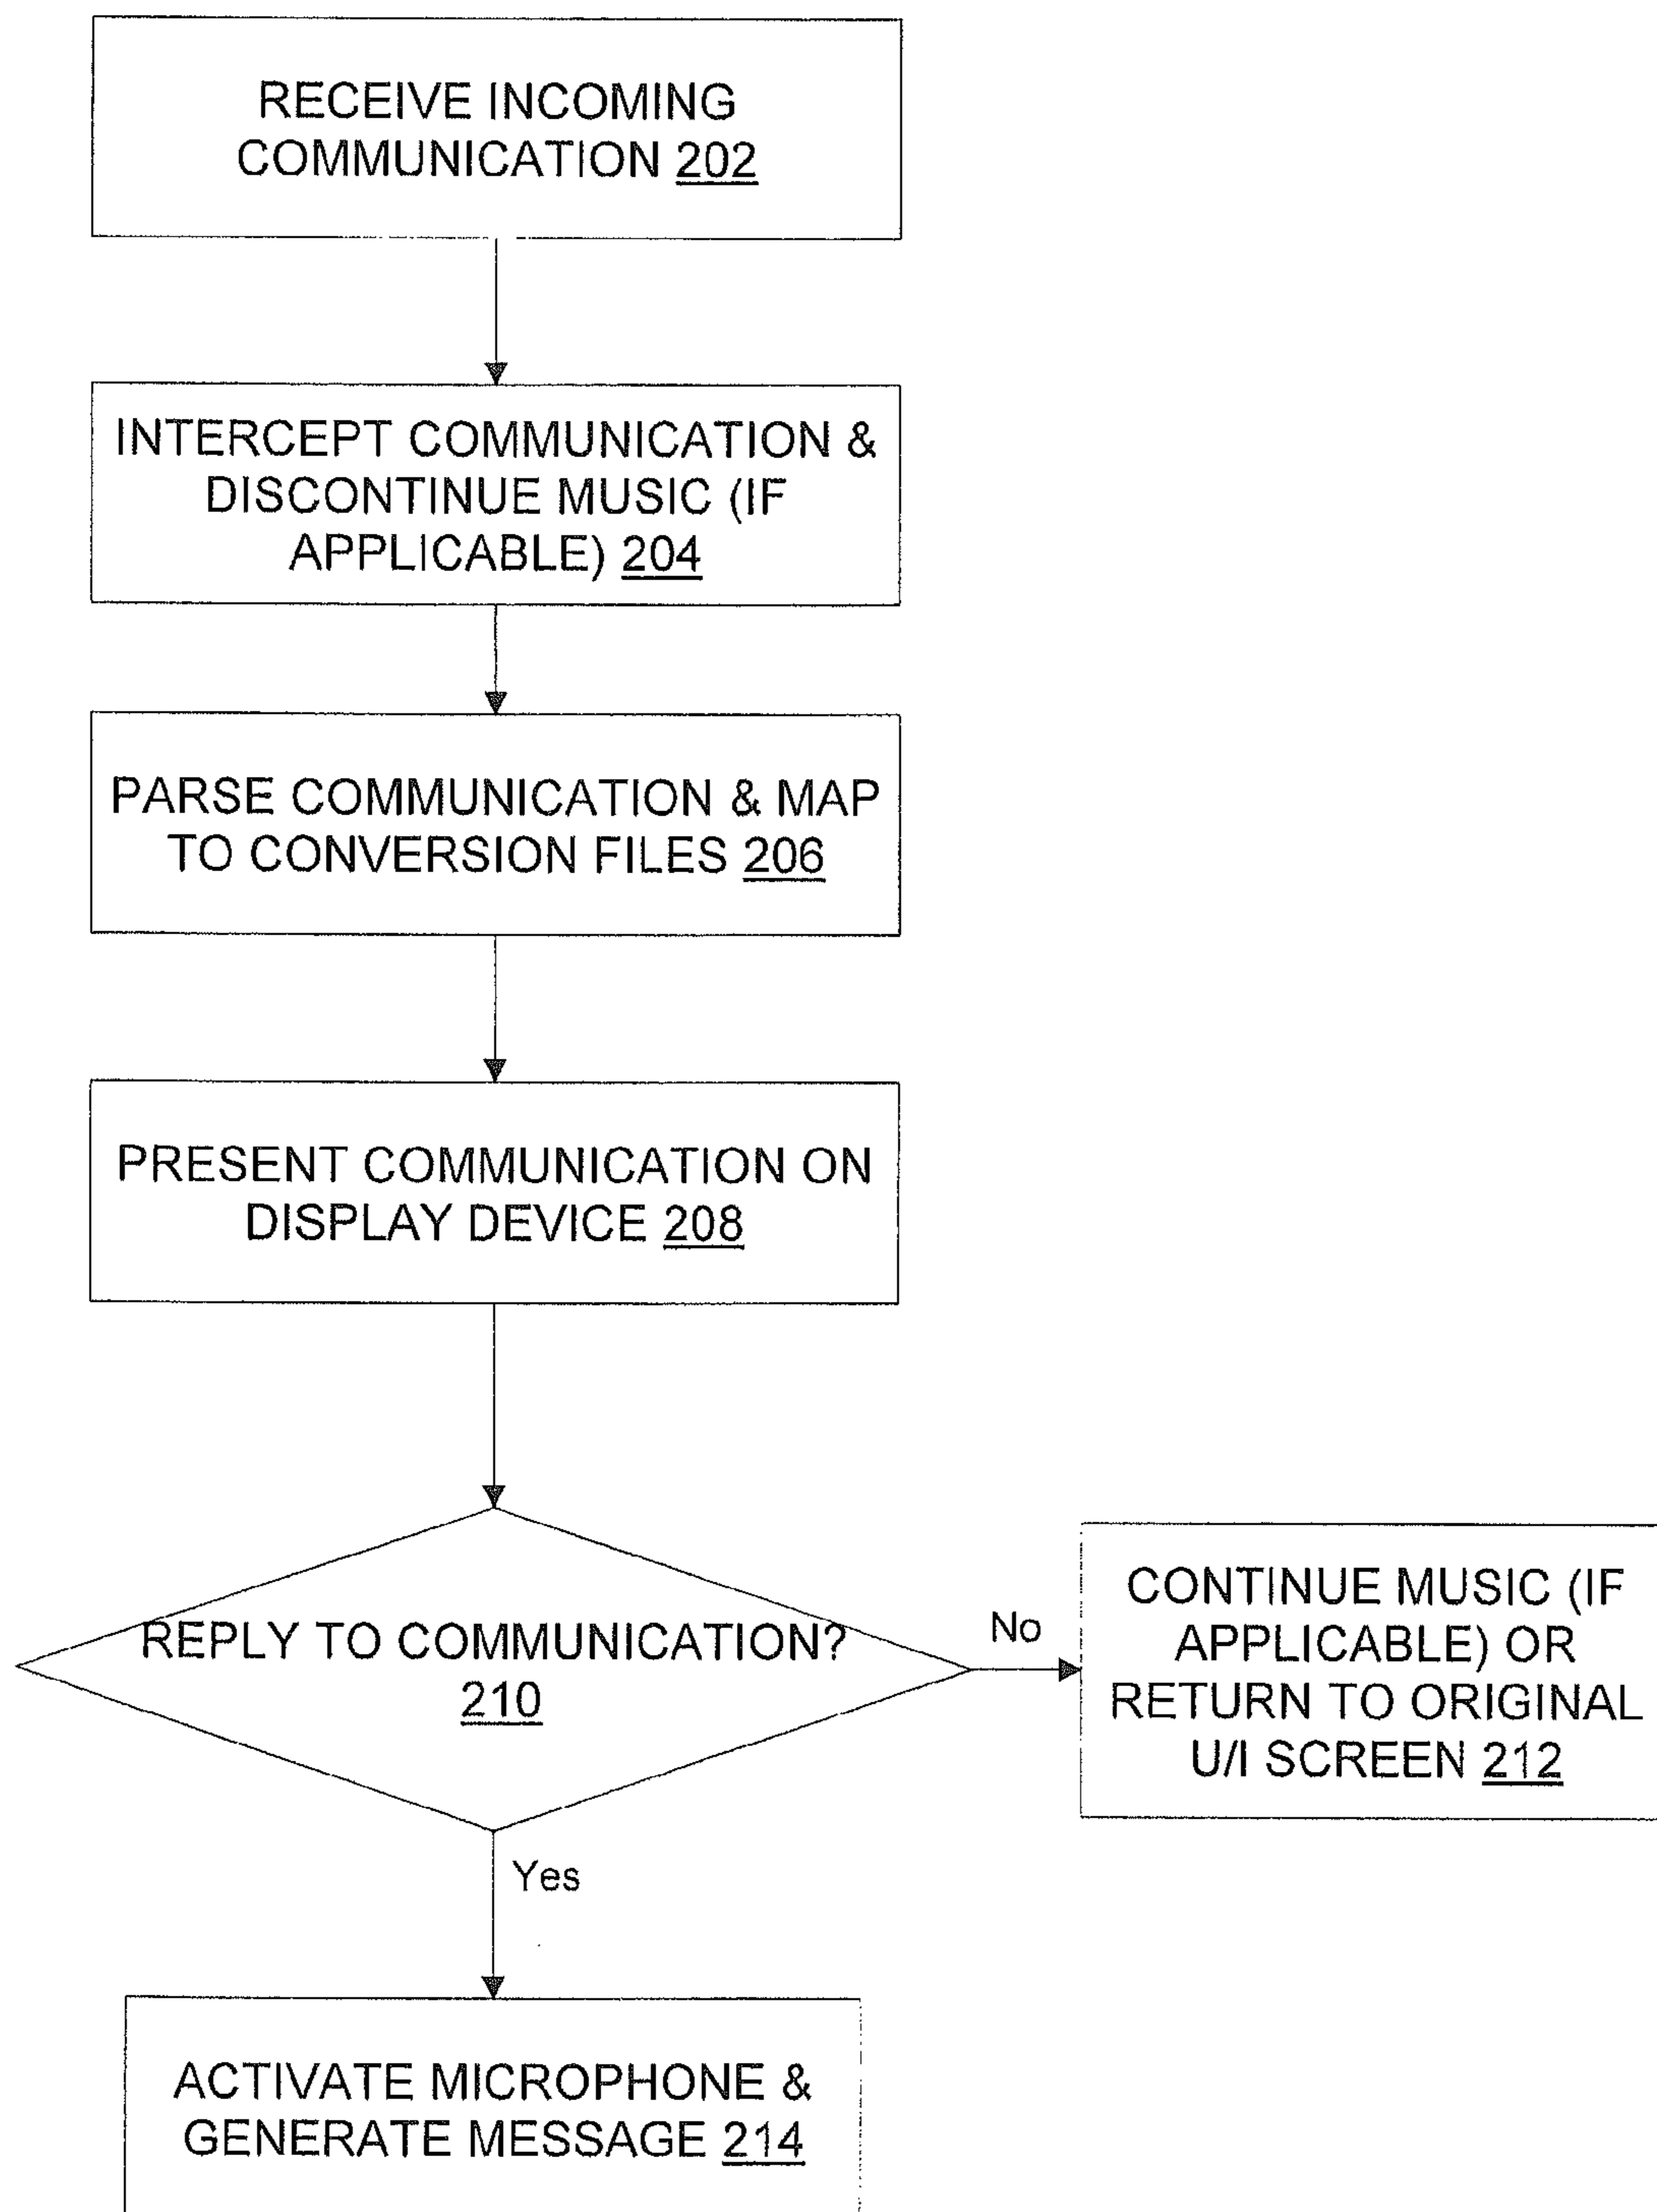 RECEIVE INCOMING
COMMUNICATION 202
INTERCEPT COMMUNICATION &
DISCONTINUE MUSIC (IF
APPLICABLE) 204
PARSE COMMUNICATION & MAP
TO CONVERSION FILES 206
PRESENT COMMUNICATION ON
DISPLAY DEVICE 208
REPLY TO COMMUNICATION?
210
No
CONTINUE MUSIC (IF
APPLICABLE) OR
RETURN TO ORIGINAL
U/I SCREEN 212
Yes
ACTIVATE MICROPHONE &
GENERATE MESSAGE 214